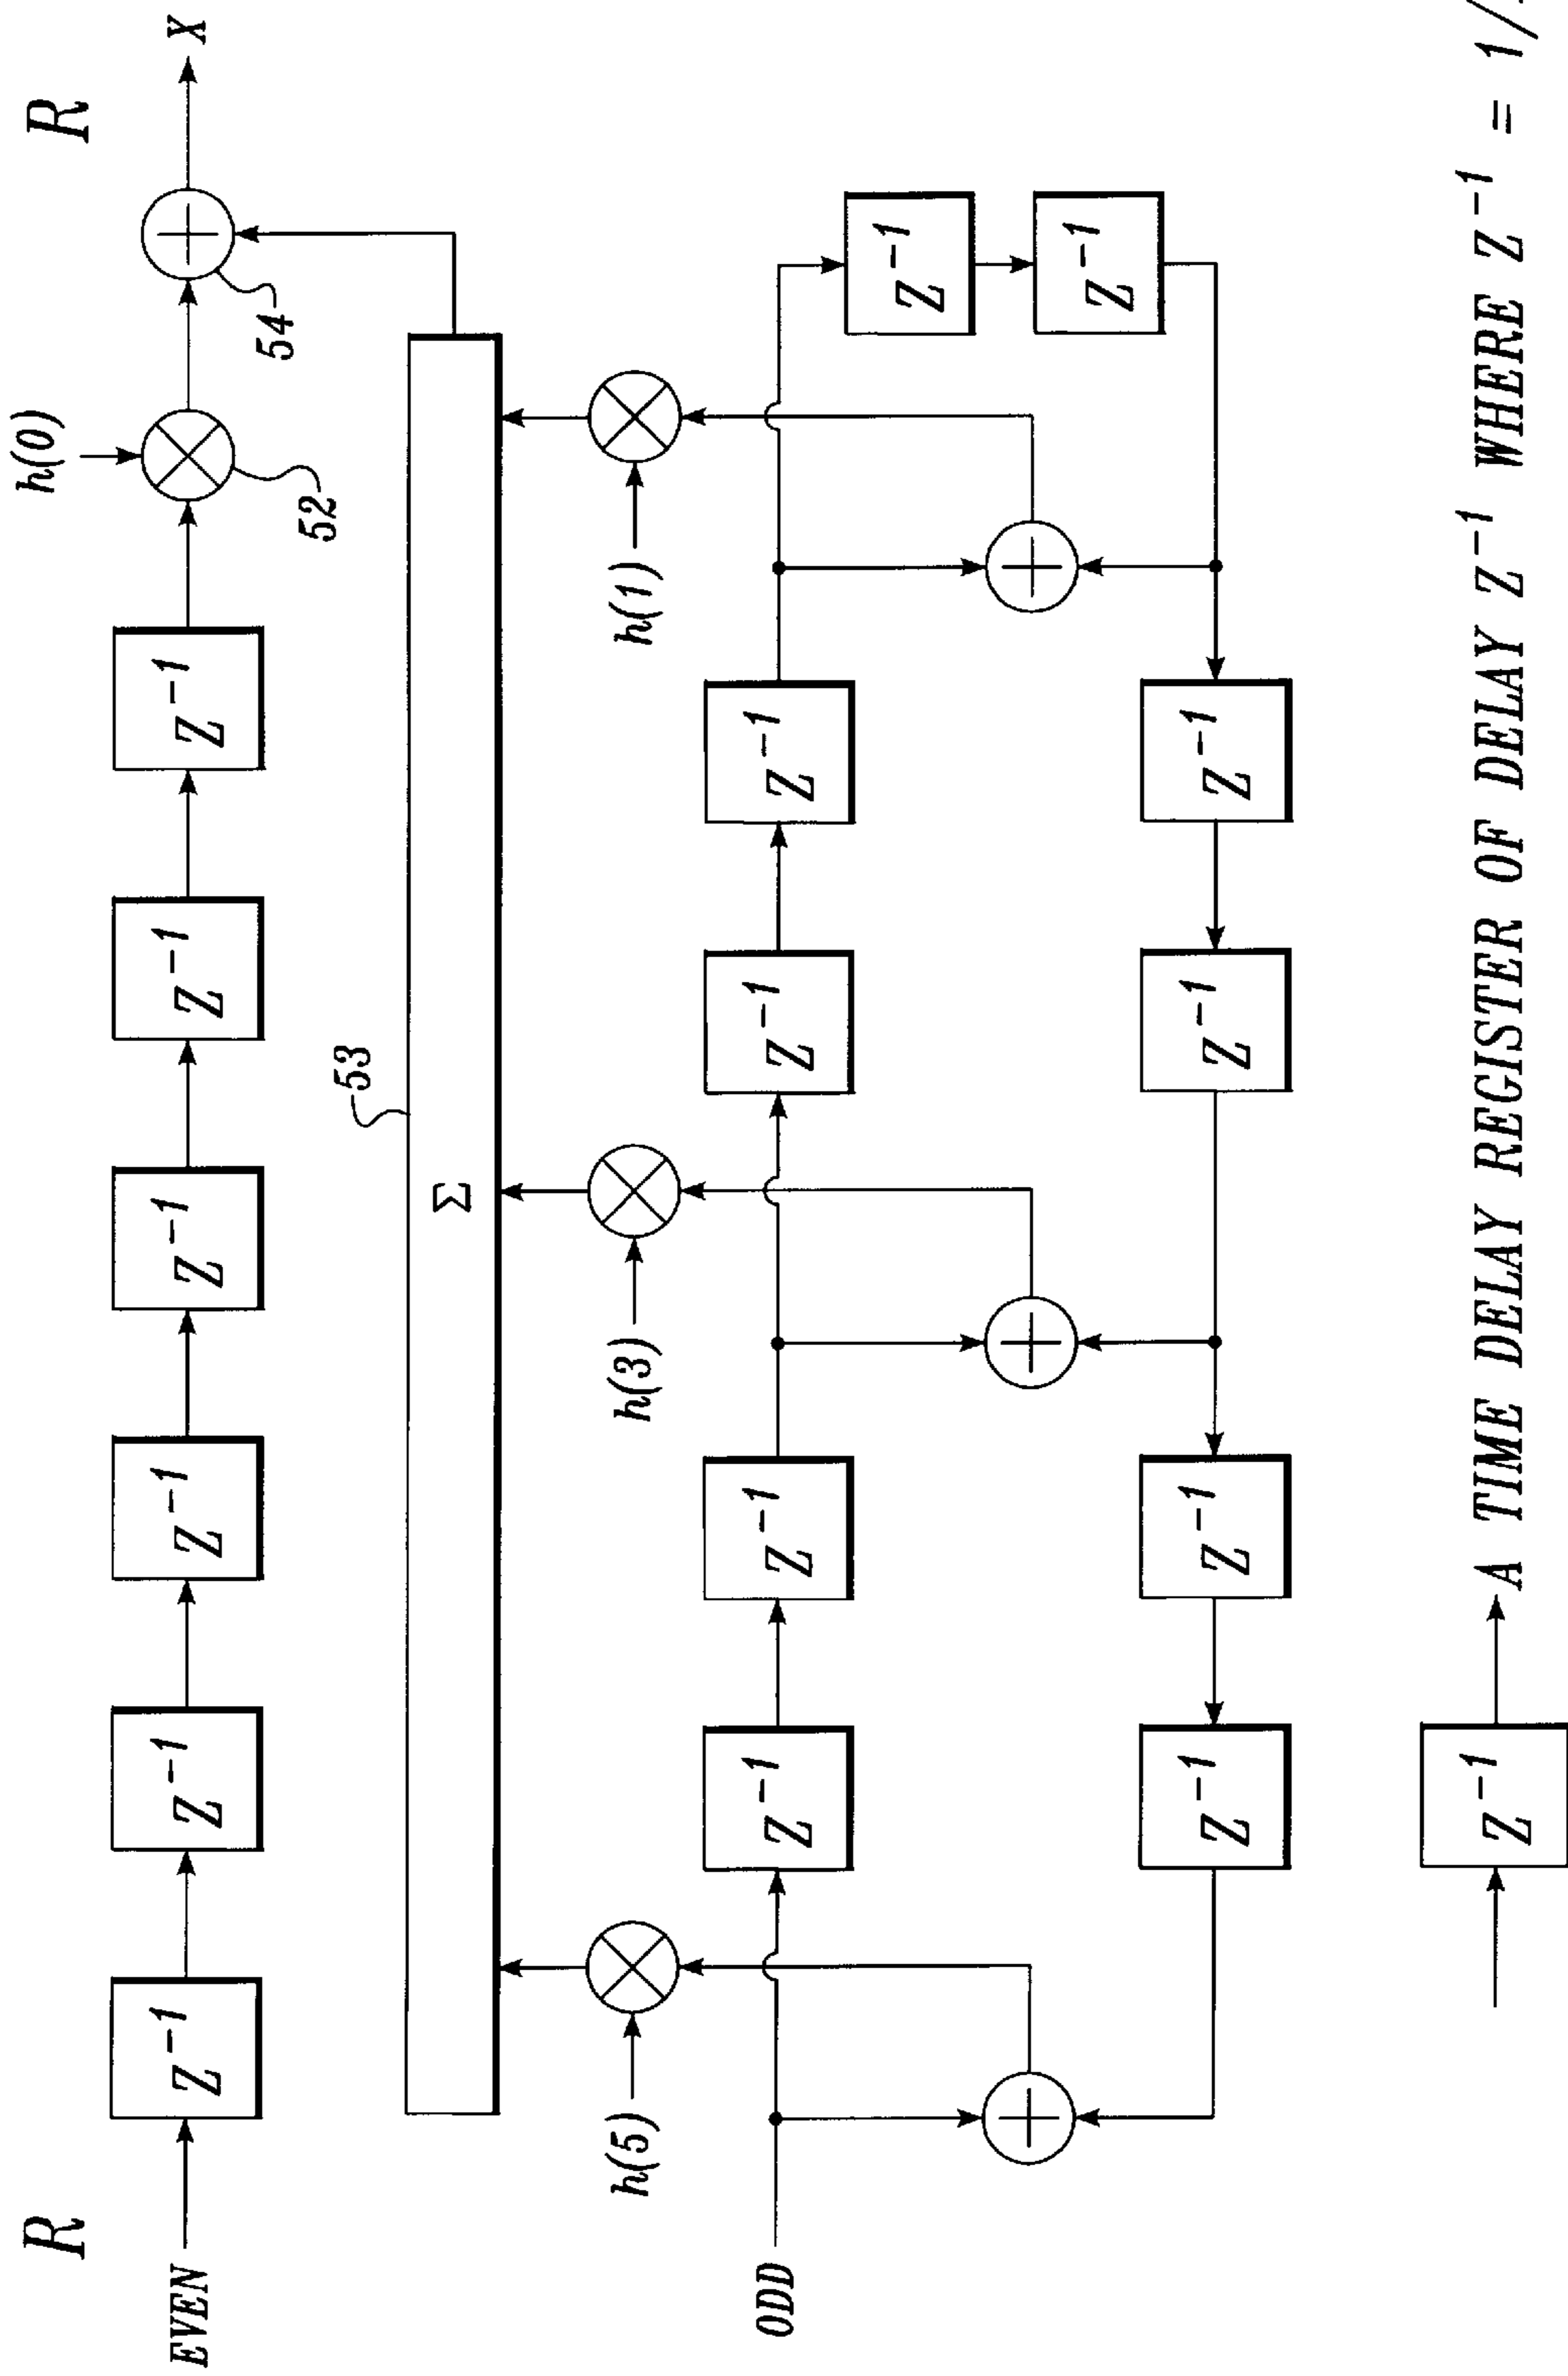 R R
EVEN Z⁻¹ Z⁻¹ Z⁻¹ Z⁻¹ Z⁻¹ Z⁻¹ h(0) X
52 54
53
Σ
h(5) h(3) h(1)
ODD Z⁻¹ Z⁻¹ Z⁻¹ Z⁻¹
Z⁻¹
Z⁻¹
Z⁻¹ Z⁻¹ Z⁻¹ Z⁻¹
Z⁻¹ A TIME DELAY REGISTER OF DELAY Z⁻¹ WHERE Z⁻¹ = 1/